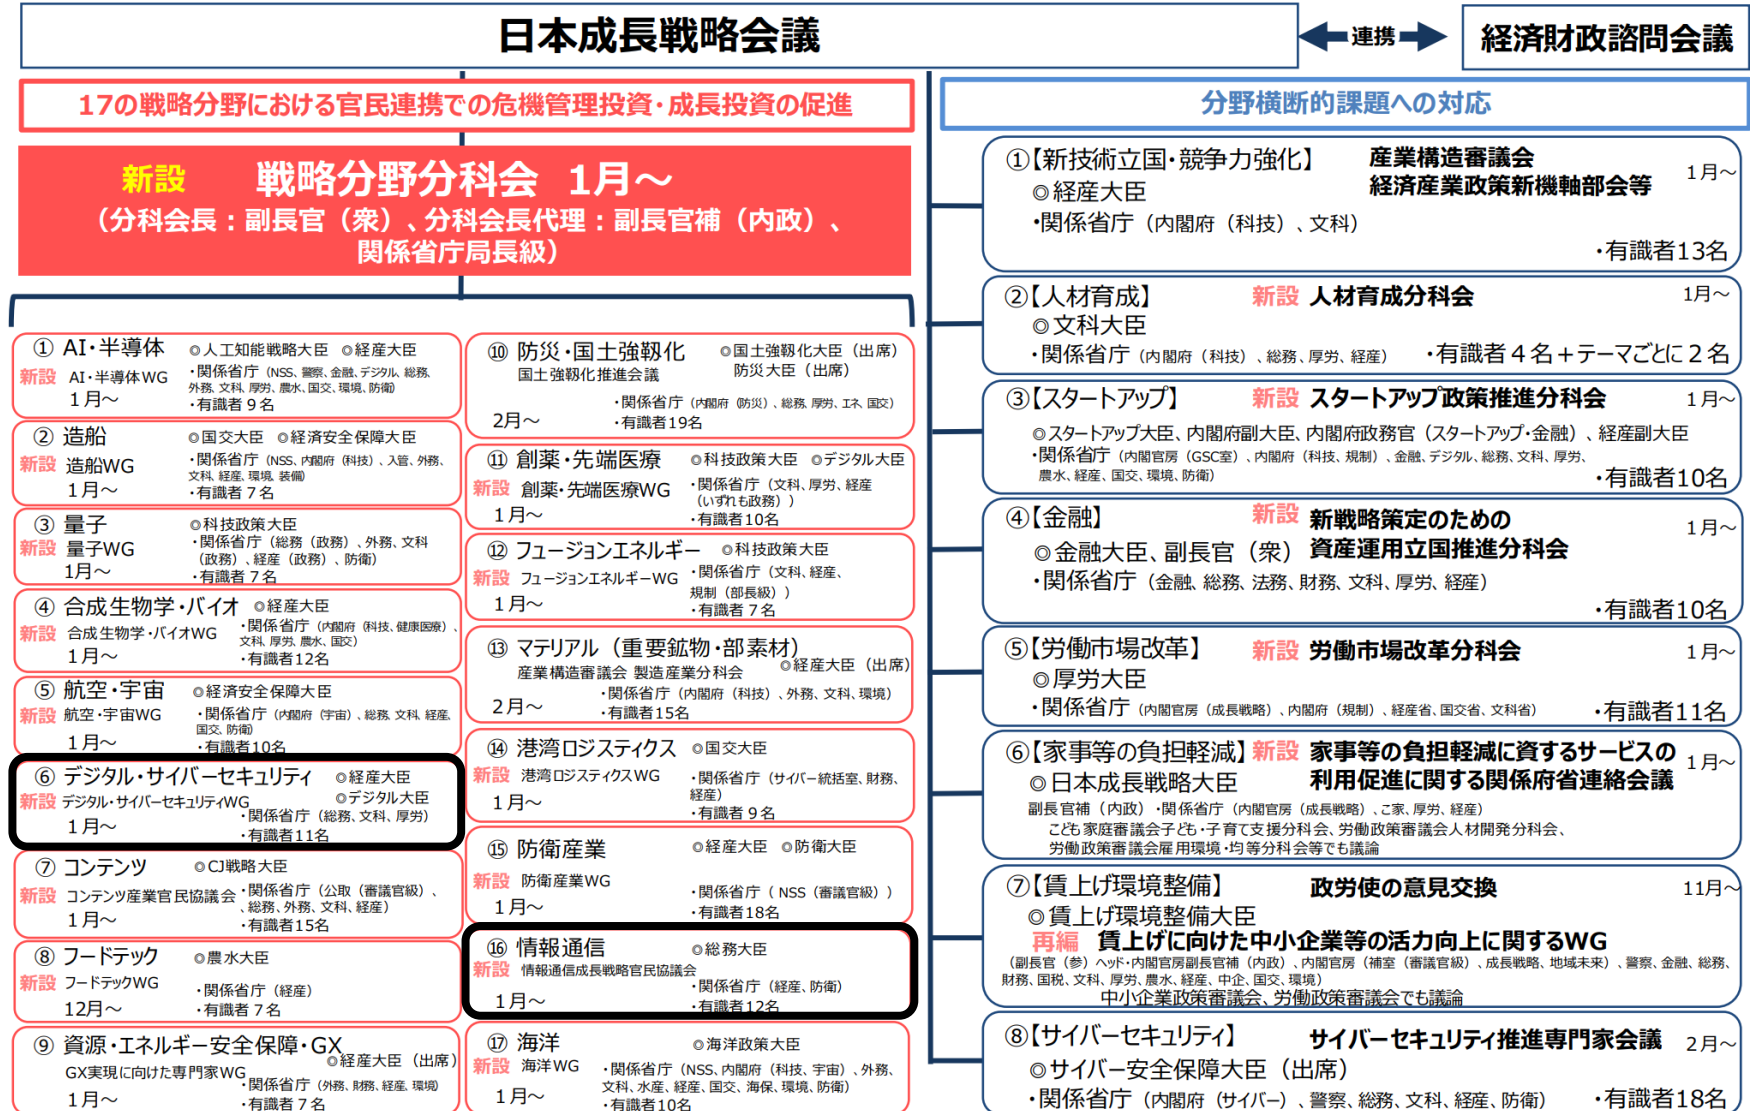 日本成長戦略会議
連携
経済財政諮問会議
17の戦略分野における官民連携での危機管理投資・成長投資の促進
新設 戦略分野分科会 1月～
（分科会長：副長官（衆）、分科会長代理：副長官補（内政）、
関係省庁局長級）
① AI・半導体 ◎人工知能戦略大臣 ◎経産大臣
新設 AI・半導体WG ・関係省庁（NSS、警察、金融、デジタル、総務、
外務、文科、厚労、農水、国交、環境、防衛）
1月～ ・有識者９名
② 造船 ◎国交大臣 ◎経済安全保障大臣
新設 造船WG ・関係省庁（NSS、内閣府（科技）、入管、外務、
文科、経産、環境、装備）
1月～ ・有識者７名
③ 量子 ◎科技政策大臣
新設 量子WG ・関係省庁（総務（政務）、外務、文科
（政務）、経産（政務）、防衛）
1月～ ・有識者７名
④ 合成生物学・バイオ ◎経産大臣
新設 合成生物学・バイオWG ・関係省庁（内閣府（科技、健康医療）、
文科、厚労、農水、国交）
1月～ ・有識者12名
⑤ 航空・宇宙 ◎経済安全保障大臣
新設 航空・宇宙WG ・関係省庁（内閣府（宇宙）、総務、文科、経産、
国交、防衛）
1月～ ・有識者10名
⑥ デジタル・サイバーセキュリティ ◎経産大臣
◎デジタル大臣
新設 デジタル・サイバーセキュリティWG
1月～ ・関係省庁（総務、文科、厚労）
・有識者11名
⑦ コンテンツ ◎CJ戦略大臣
新設 コンテンツ産業官民協議会 ・関係省庁（公取（審議官級）、
、総務、外務、文科、経産）
1月～ ・有識者15名
⑧ フードテック ◎農水大臣
新設 フードテックWG ・関係省庁（経産）
12月～ ・有識者７名
⑨ 資源・エネルギー安全保障・GX
◎経産大臣（出席）
GX実現に向けた専門家WG
・関係省庁（外務、財務、経産、環境）
1月～ ・有識者７名
⑩ 防災・国土強靱化 ◎国土強靱化大臣（出席）
国土強靱化推進会議 防災大臣（出席）
・関係省庁（内閣府（防災）、総務、厚労、エネ、国交）
2月～ ・有識者19名
⑪ 創薬・先端医療 ◎科技政策大臣 ◎デジタル大臣
新設 創薬・先端医療WG ・関係省庁（文科、厚労、経産
（いずれも政務））
1月～ ・有識者10名
⑫ フュージョンエネルギー ◎科技政策大臣
新設 フュージョンエネルギーWG ・関係省庁（文科、経産、
規制（部長級））
1月～ ・有識者７名
⑬ マテリアル（重要鉱物・部素材）
産業構造審議会 製造産業分科会 ◎経産大臣（出席）
・関係省庁（内閣府（科技）、外務、文科、環境）
2月～ ・有識者15名
⑭ 港湾ロジスティクス ◎国交大臣
新設 港湾ロジスティクスWG ・関係省庁（サイバー統括室、財務、
経産）
1月～ ・有識者９名
⑮ 防衛産業 ◎経産大臣 ◎防衛大臣
新設 防衛産業WG ・関係省庁（ NSS（審議官級））
1月～ ・有識者18名
⑯ 情報通信 ◎総務大臣
新設 情報通信成長戦略官民協議会
・関係省庁（経産、防衛）
1月～ ・有識者12名
⑰ 海洋 ◎海洋政策大臣
新設 海洋WG ・関係省庁（NSS、内閣府（科技、宇宙）、外務、
文科、水産、経産、国交、海保、環境、防衛）
1月～ ・有識者10名
分野横断的課題への対応
①【新技術立国・競争力強化】 産業構造審議会 1月～
経済産業政策新機軸部会等
◎経産大臣
・関係省庁（内閣府（科技）、文科）
・有識者13名
②【人材育成】 新設 人材育成分科会 1月～
◎文科大臣
・関係省庁（内閣府（科技）、総務、厚労、経産） ・有識者４名＋テーマごとに２名
③【スタートアップ】 新設 スタートアップ政策推進分科会 1月～
◎スタートアップ大臣、内閣府副大臣、内閣府政務官（スタートアップ・金融）、経産副大臣
・関係省庁（内閣官房（GSC室）、内閣府（科技、規制）、金融、デジタル、総務、文科、厚労、
農水、経産、国交、環境、防衛）
・有識者10名
④【金融】 新設 新戦略策定のための 1月～
資産運用立国推進分科会
◎金融大臣、副長官（衆）
・関係省庁（金融、総務、法務、財務、文科、厚労、経産）
・有識者10名
⑤【労働市場改革】 新設 労働市場改革分科会 1月～
◎厚労大臣
・関係省庁（内閣官房（成長戦略）、内閣府（規制）、経産省、国交省、文科省） ・有識者11名
⑥【家事等の負担軽減】新設 家事等の負担軽減に資するサービスの 1月～
利用促進に関する関係府省連絡会議
◎日本成長戦略大臣
副長官補（内政）・関係省庁（内閣官房（成長戦略）、こ家、厚労、経産）
こども家庭審議会子ども・子育て支援分科会、労働政策審議会人材開発分科会、
労働政策審議会雇用環境・均等分科会等でも議論
⑦【賃上げ環境整備】 政労使の意見交換 11月～
◎賃上げ環境整備大臣
再編 賃上げに向けた中小企業等の活力向上に関するWG
（副長官（参）ヘッド・内閣官房副長官補（内政）、内閣官房（補室（審議官級）、成長戦略、地域未来）、警察、金融、総務、
財務、国税、文科、厚労、農水、経産、中企、国交、環境）
中小企業政策審議会、労働政策審議会でも議論
⑧【サイバーセキュリティ】 サイバーセキュリティ推進専門家会議 2月～
◎サイバー安全保障大臣（出席）
・関係省庁（内閣府（サイバー）、警察、総務、文科、経産、防衛） ・有識者18名